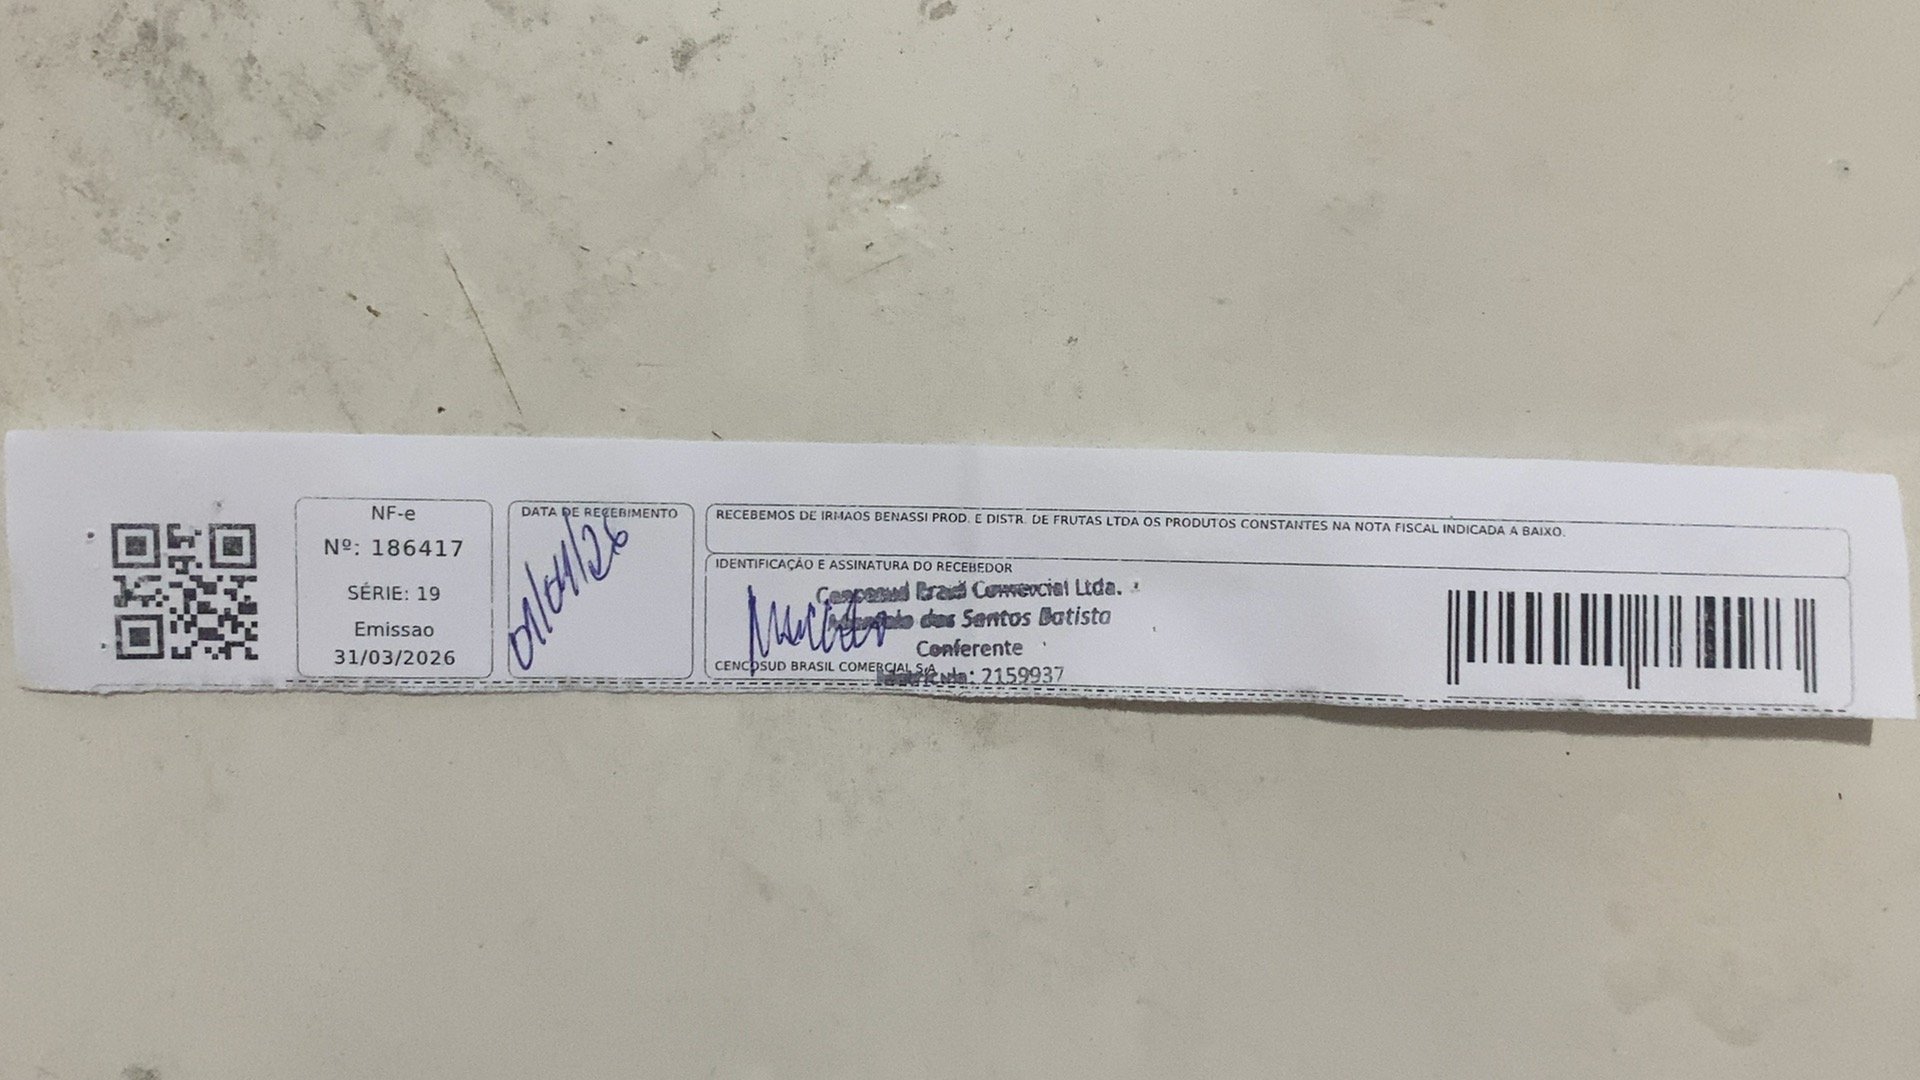 NF-e
Nº: 186417
SÉRIE: 19
Emissao
31/03/2026
DATA DE RECEBIMENTO
01/04/26
RECEBEMOS DE IRMAOS BENASSI PROD. E DISTR. DE FRUTAS LTDA OS PRODUTOS CONSTANTES NA NOTA FISCAL INDICADA A BAIXO.
IDENTIFICAÇÃO E ASSINATURA DO RECEBEDOR
Cencosud Brasil Comercial Ltda.
dos Santos Batista
Conferente
CENCOSUD BRASIL COMERCIAL S/A
Matrícula: 2159937